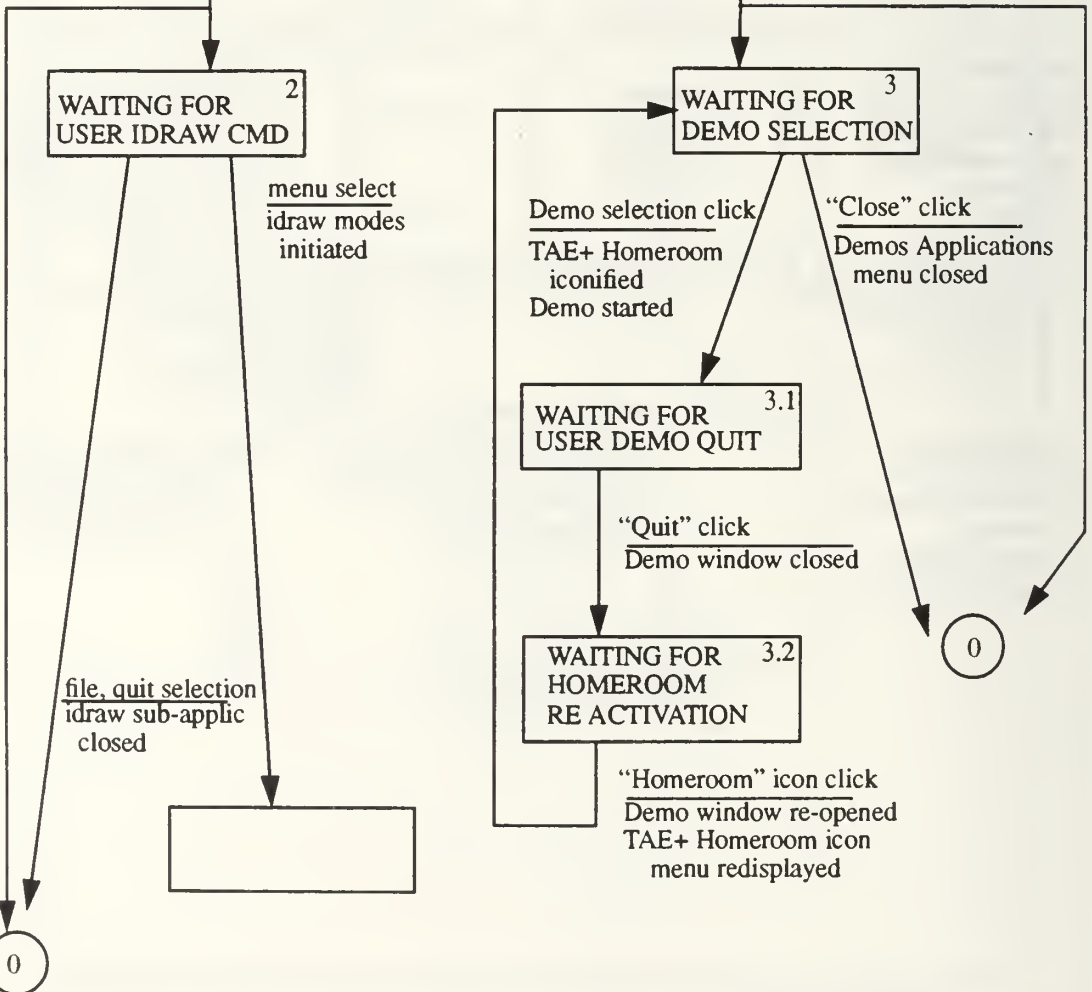 2
WAITING FOR
USER IDRAW CMD
menu select
idraw modes
initiated
file, quit selection
idraw sub-applic
closed
0
3
WAITING FOR
DEMO SELECTION
Demo selection click
TAE+ Homeroom
iconified
Demo started
“Close” click
Demos Applications
menu closed
3.1
WAITING FOR
USER DEMO QUIT
“Quit” click
Demo window closed
3.2
WAITING FOR
HOMEROOM
RE ACTIVATION
0
“Homeroom” icon click
Demo window re-opened
TAE+ Homeroom icon
menu redisplayed